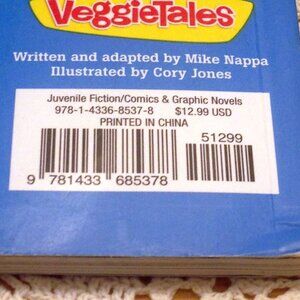 VeggieTales
Written and adapted by Mike Nappa
Illustrated by Cory Jones
Juvenile Fiction/Comics & Graphic Novels
978-1-4336-8537-8 $12.99 USD
PRINTED IN CHINA
51299
9 781433 685378